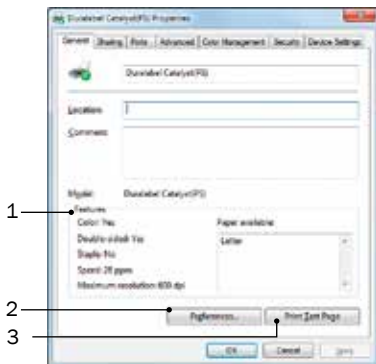 Duralabel Catalyst(PS) Properties
General Sharing Ports Advanced Color Management Security Device Settings
Duralabel Catalyst(PS)
Location:
Comment:
Model: Duralabel Catalyst(PS)
1
Features
Color: Yes Paper available:
Double-sided: Yes Letter
Staple: No
Speed: 26 ppm
Maximum resolution: 600 dpi
2
Preferences... Print Test Page
3
OK Cancel Apply